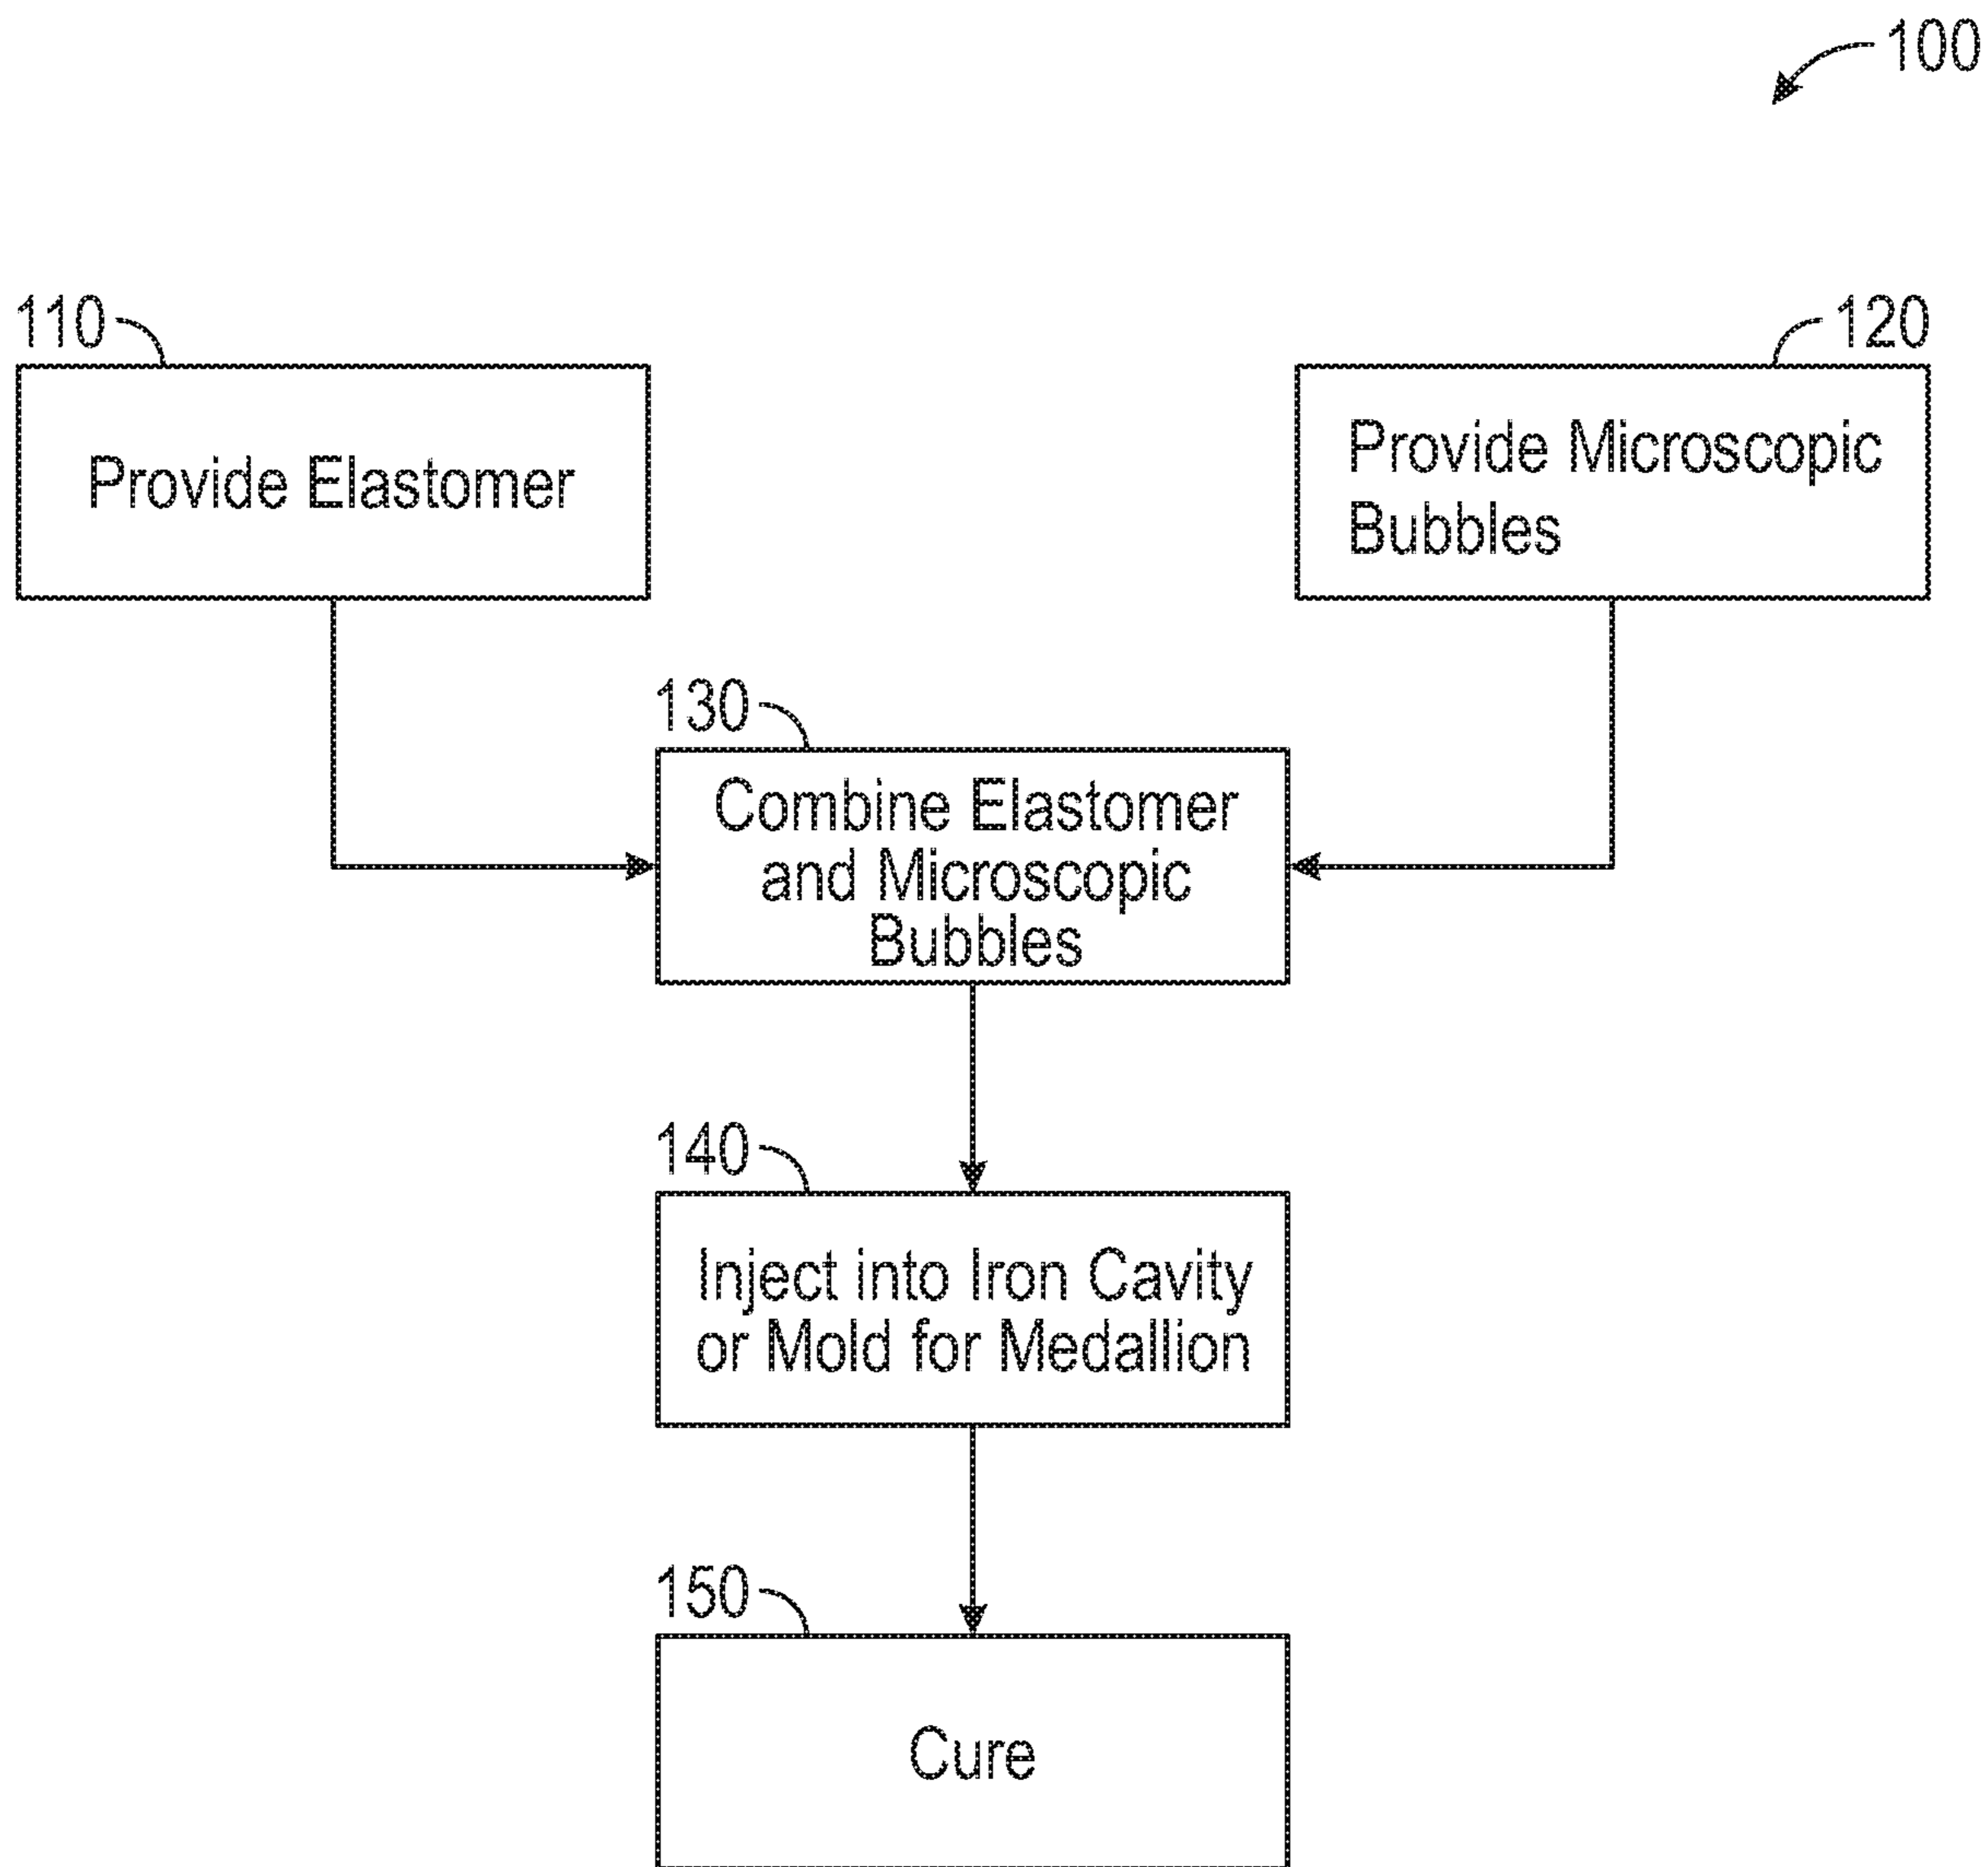 100
110
120
Provide Elastomer
Provide Microscopic
Bubbles
130
Combine Elastomer
and Microscopic
Bubbles
140
Inject into Iron Cavity
or Mold for Medallion
150
Cure